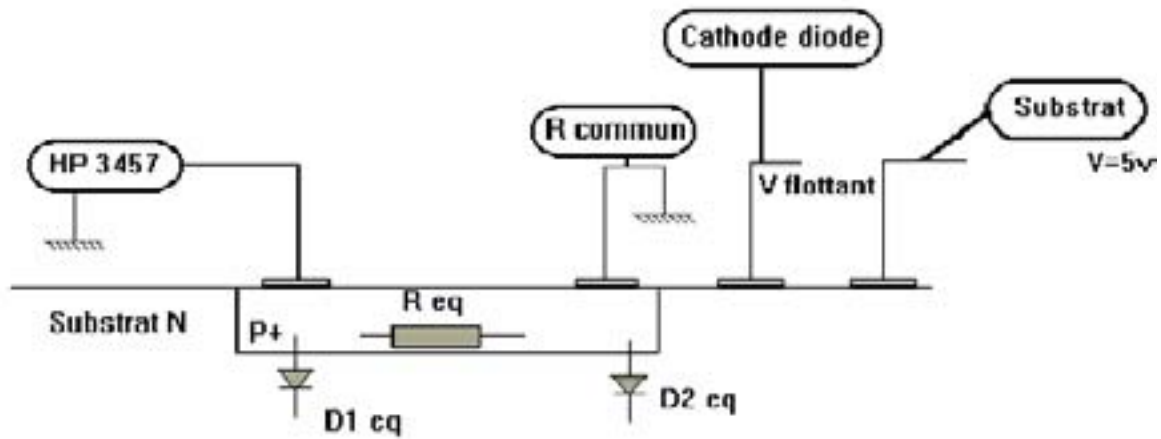 Cathode diode
Substrat
R commun
HP 3457
V=5v
V flottant
Substrat N
R eq
P+
D1 eq
D2 eq